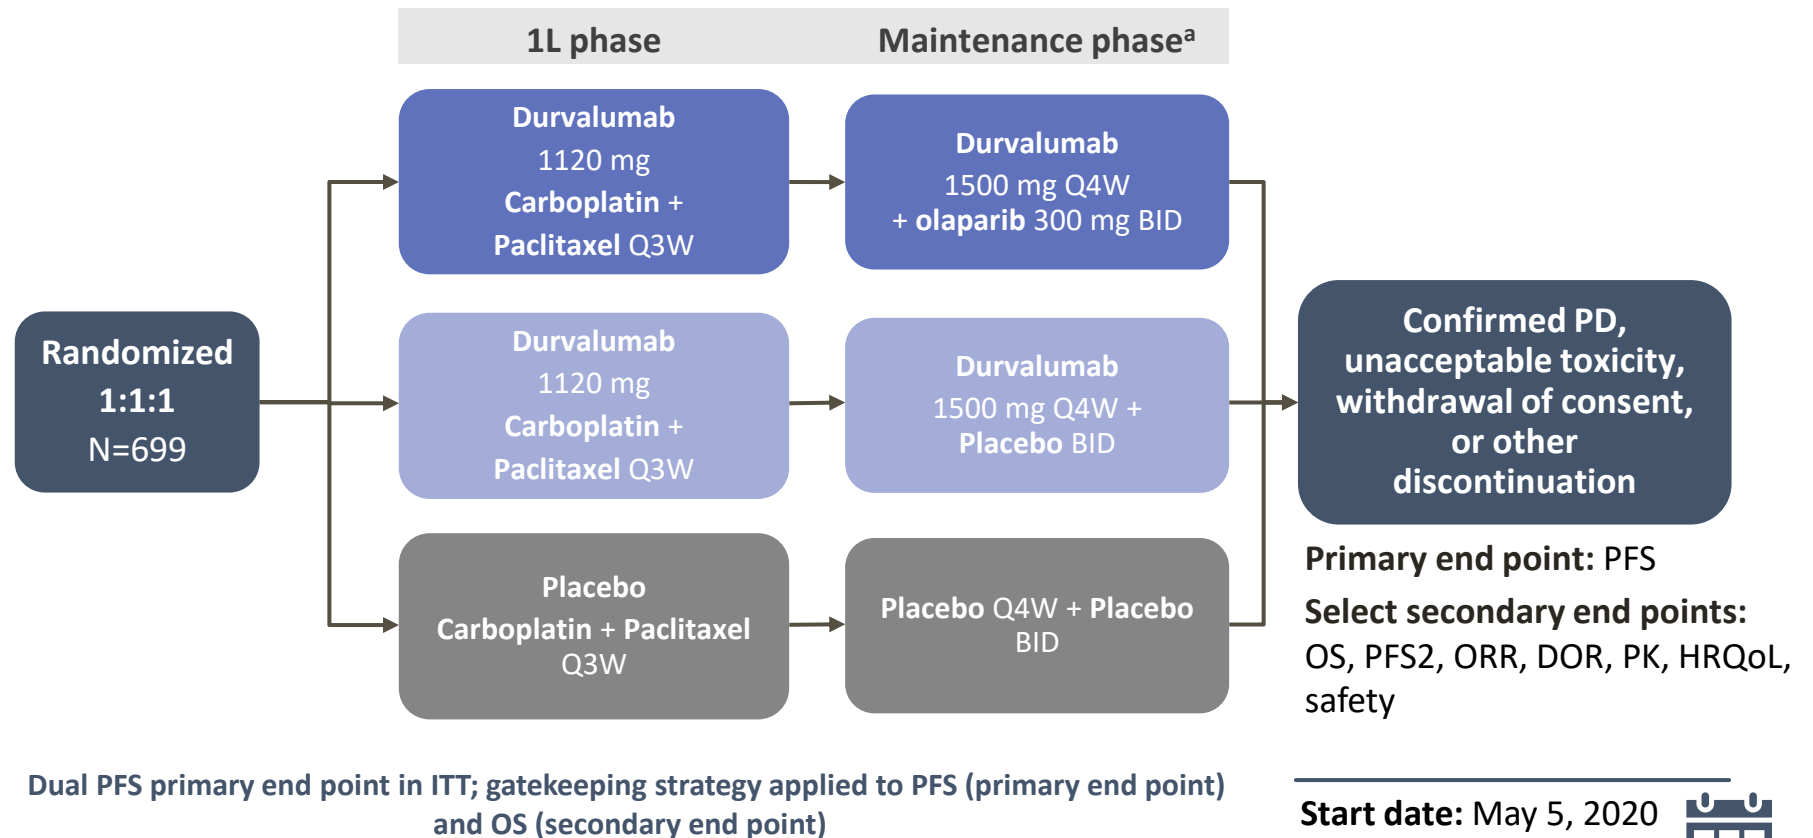 1L phase
Maintenance phaseᵃ
Randomized
1:1:1
N=699
Durvalumab
1120 mg
Carboplatin +
Paclitaxel Q3W
Durvalumab
1500 mg Q4W
+ olaparib 300 mg BID
Durvalumab
1120 mg
Carboplatin +
Paclitaxel Q3W
Durvalumab
1500 mg Q4W +
Placebo BID
Placebo
Carboplatin + Paclitaxel
Q3W
Placebo Q4W + Placebo
BID
Confirmed PD,
unacceptable toxicity,
withdrawal of consent,
or other
discontinuation
Primary end point: PFS
Select secondary end points:
OS, PFS2, ORR, DOR, PK, HRQoL,
safety
Dual PFS primary end point in ITT; gatekeeping strategy applied to PFS (primary end point)
and OS (secondary end point)
Start date: May 5, 2020